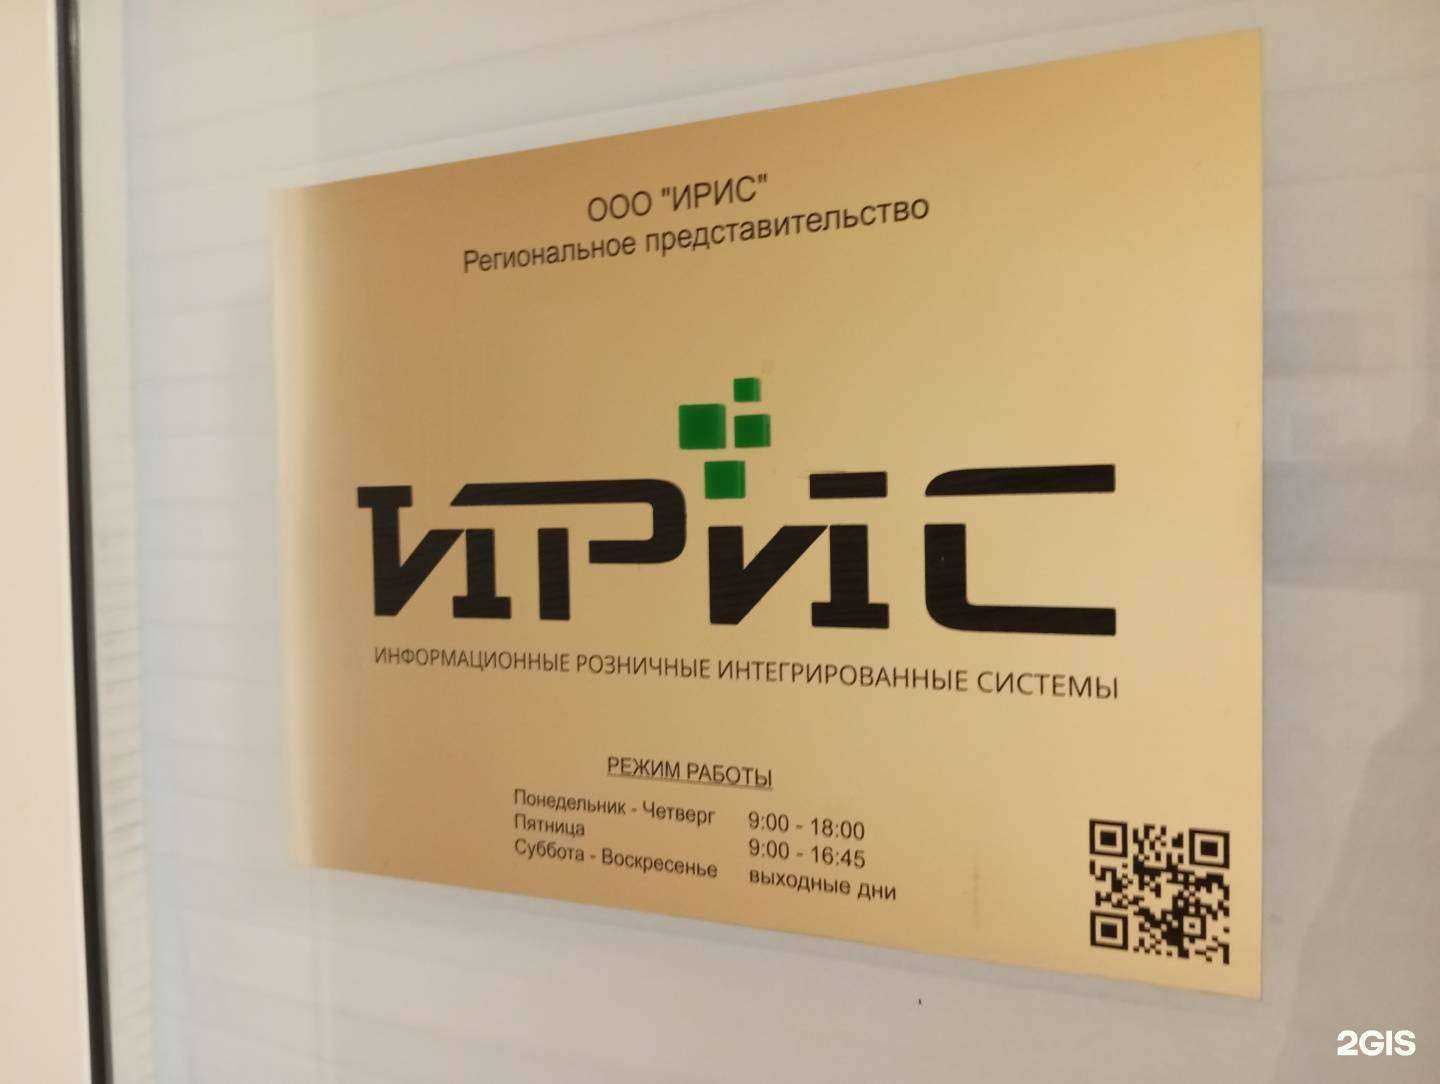 ООО "ИРИС"
Региональное представительство
ИРИС
ИНФОРМАЦИОННЫЕ РОЗНИЧНЫЕ ИНТЕГРИРОВАННЫЕ СИСТЕМЫ
РЕЖИМ РАБОТЫ
Понедельник - Четверг 9:00 - 18:00
Пятница 9:00 - 16:45
Суббота - Воскресенье выходные дни
2GIS